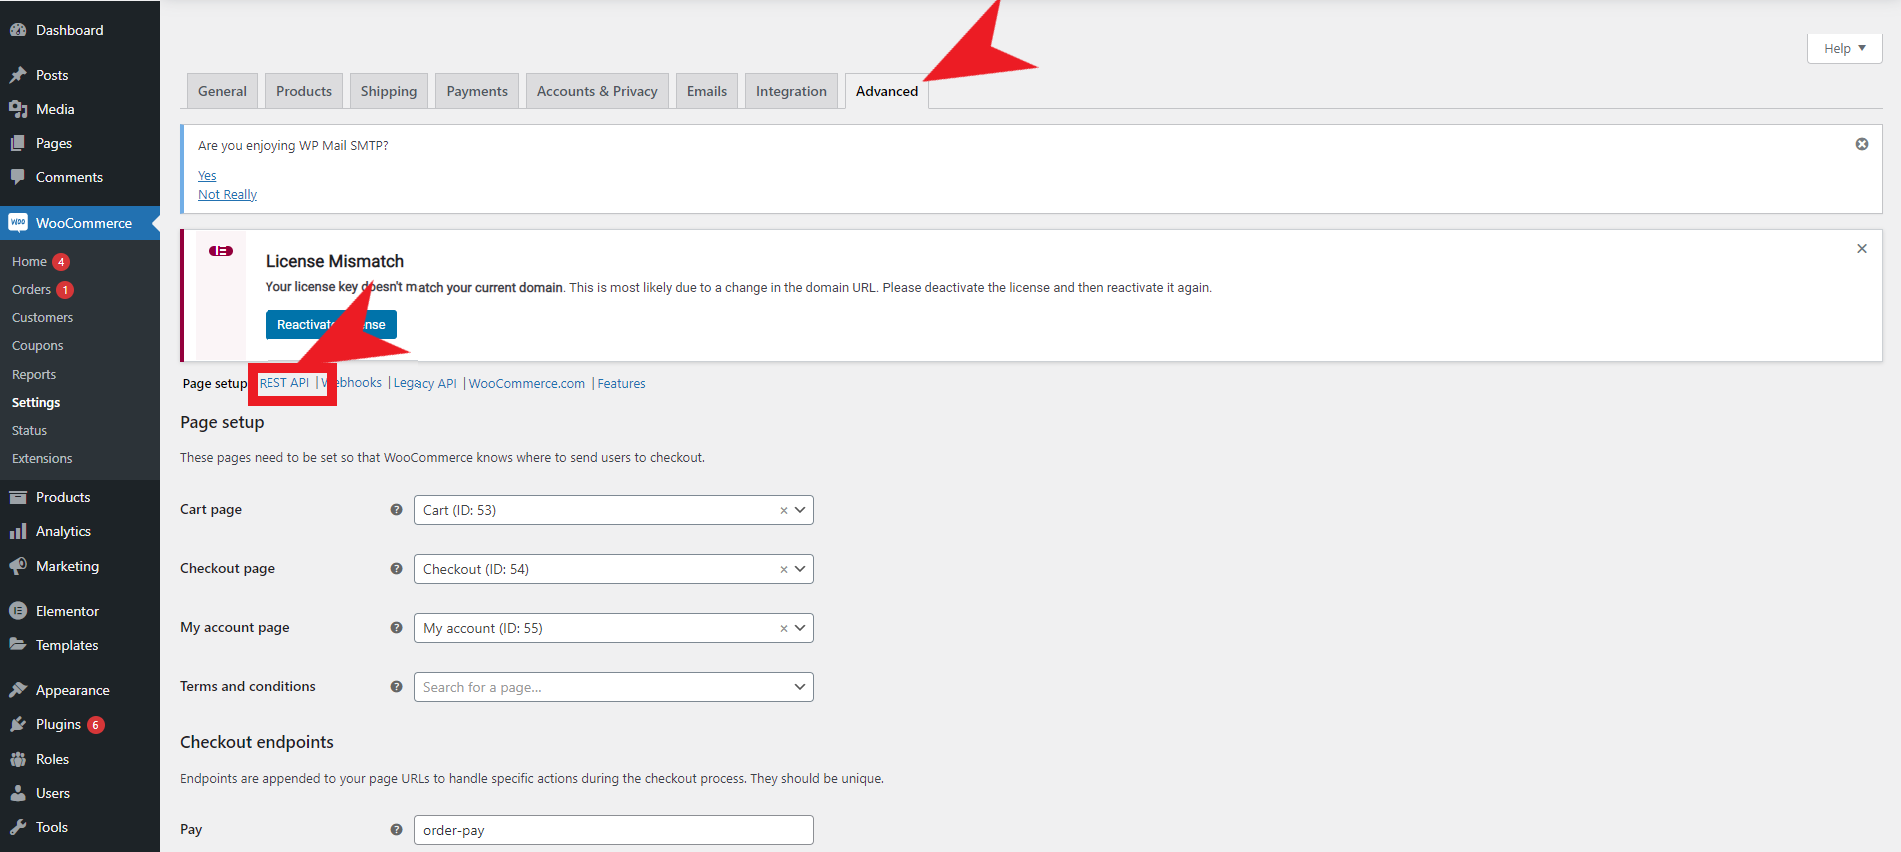 Dashboard
Posts
Media
Pages
Comments
WooCommerce
Home 4
Orders 1
Customers
Coupons
Reports
Settings
Status
Extensions
Products
Analytics
Marketing
Elementor
Templates
Appearance
Plugins 6
Roles
Users
Tools
Help
General Products Shipping Payments Accounts & Privacy Emails Integration Advanced
Are you enjoying WP Mail SMTP?
Yes
Not Really
License Mismatch
Your license key doesn't match your current domain. This is most likely due to a change in the domain URL. Please deactivate the license and then reactivate it again.
Reactivate License
Page setup REST API | Webhooks | Legacy API | WooCommerce.com | Features
Page setup
These pages need to be set so that WooCommerce knows where to send users to checkout.
Cart page Cart (ID: 53)
Checkout page Checkout (ID: 54)
My account page My account (ID: 55)
Terms and conditions Search for a page...
Checkout endpoints
Endpoints are appended to your page URLs to handle specific actions during the checkout process. They should be unique.
Pay order-pay